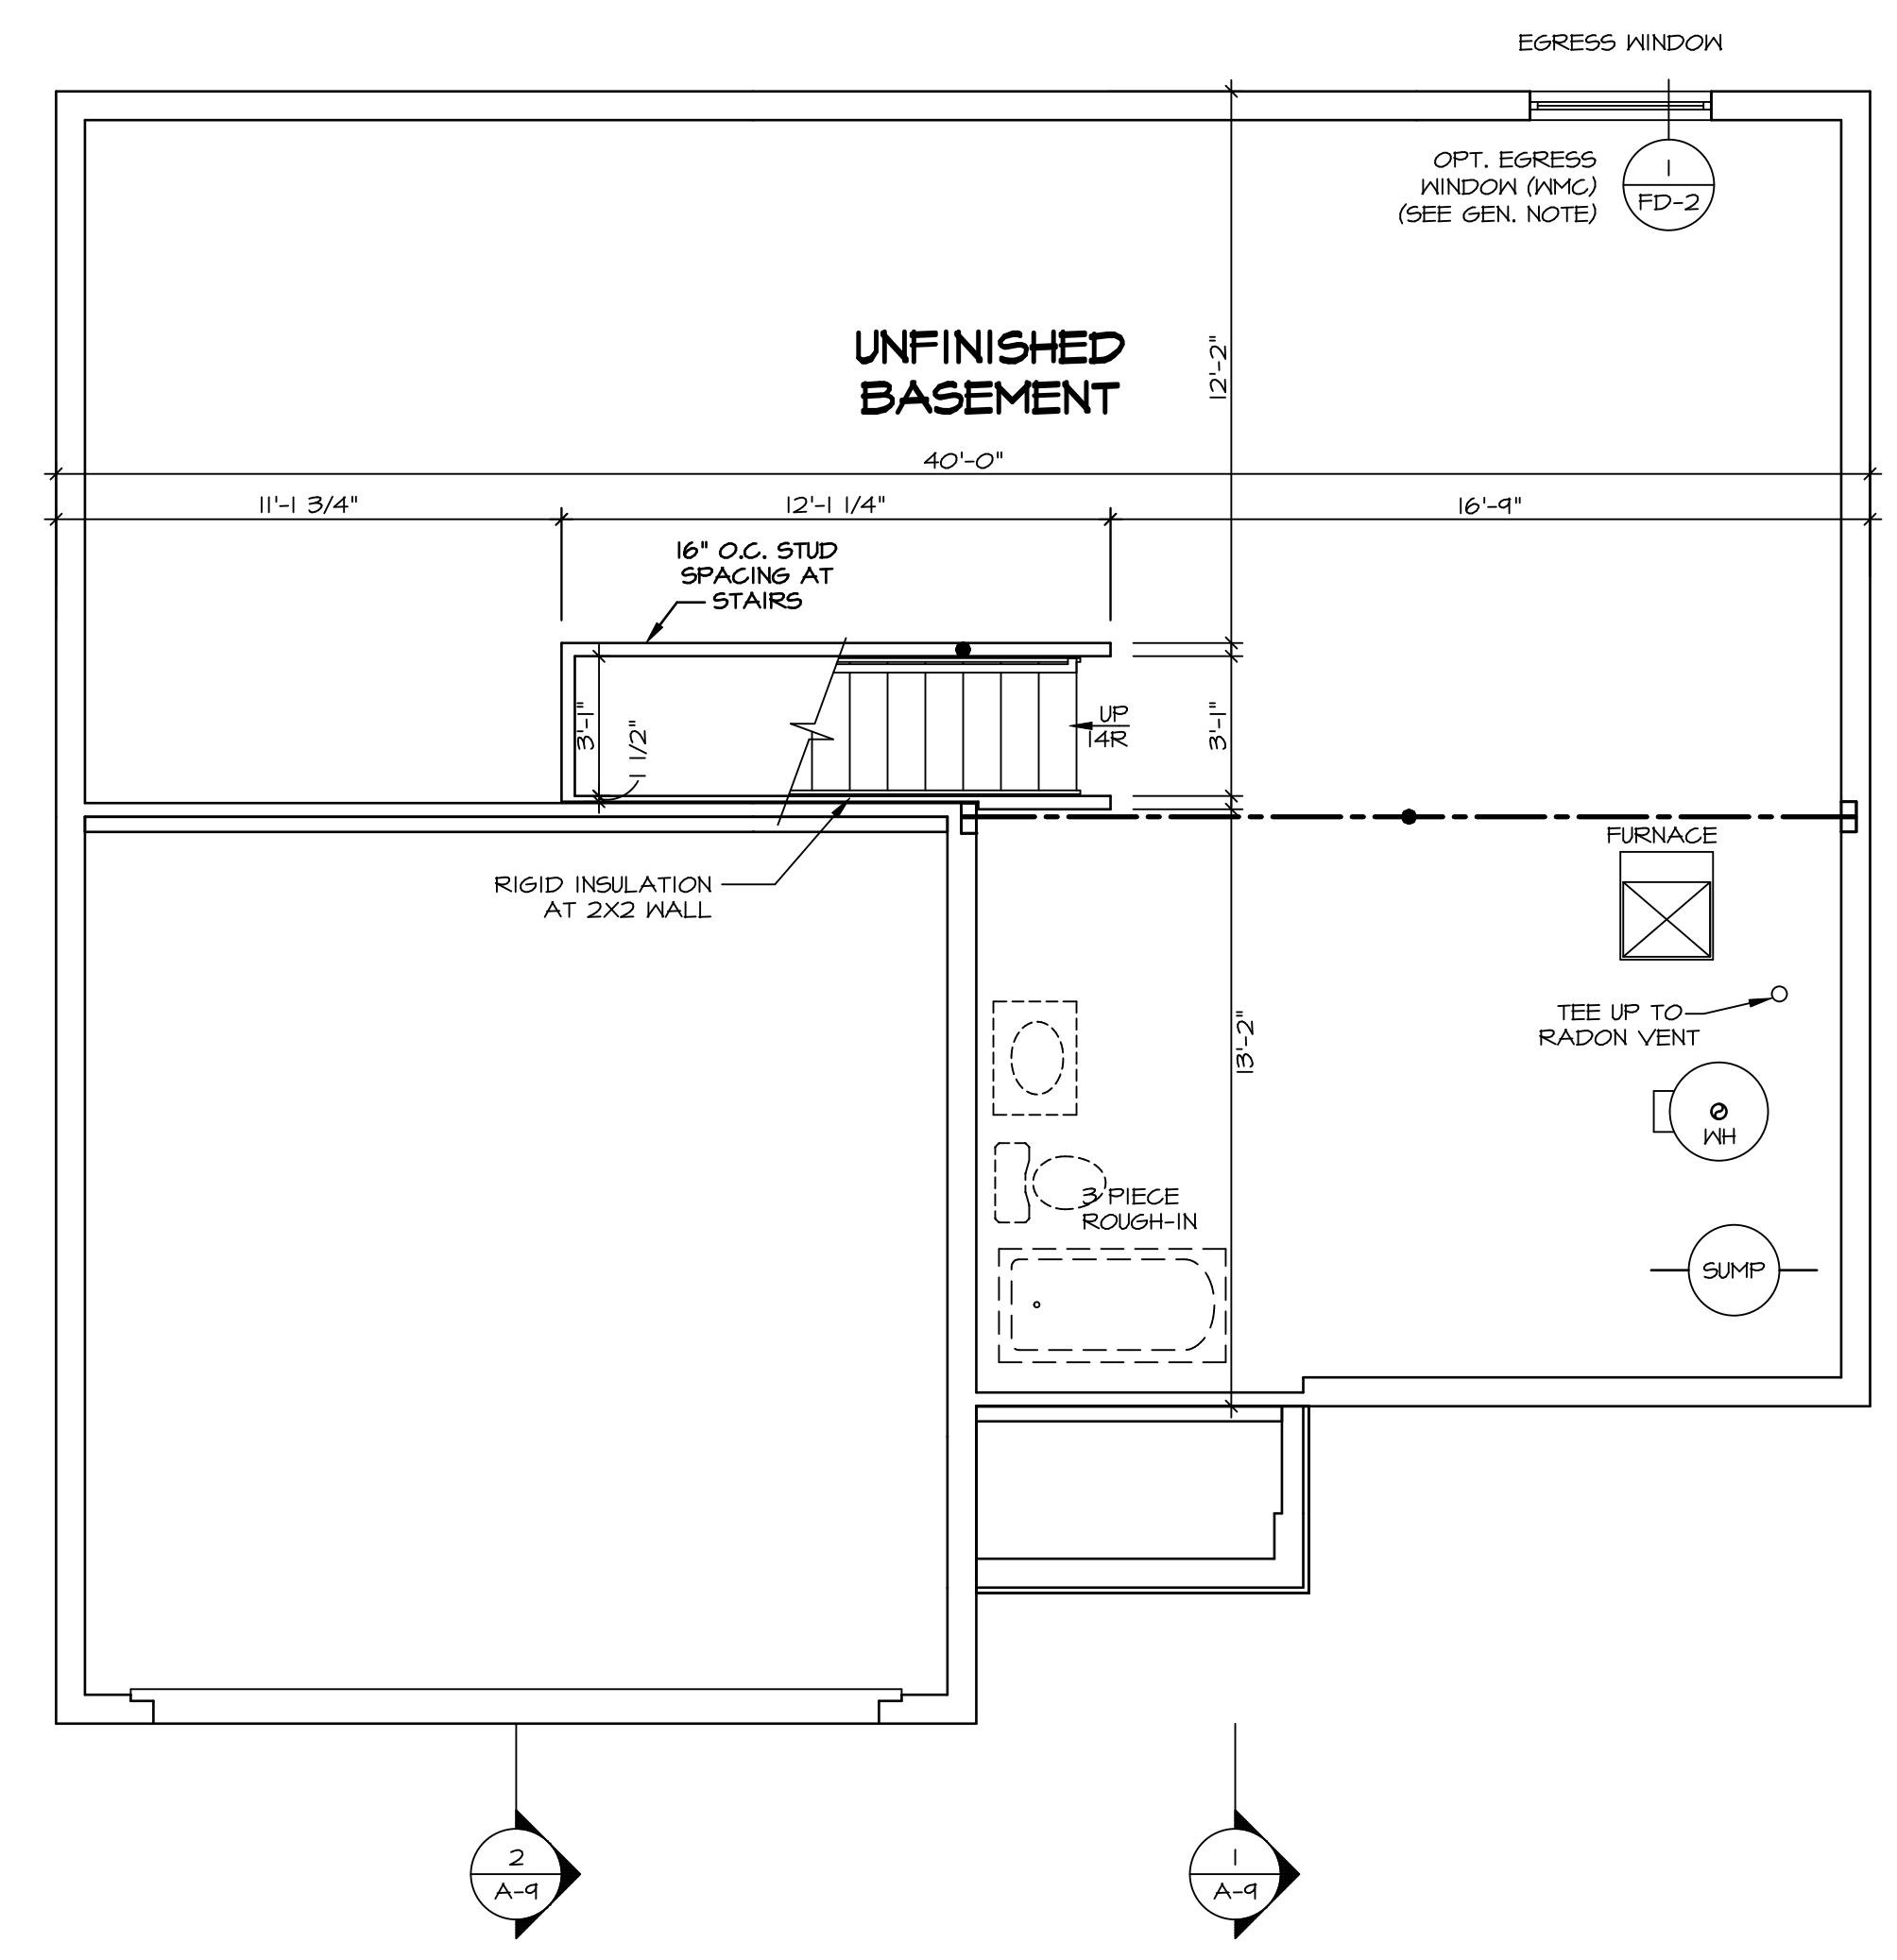 EGRESS WINDOW
OPT. EGRESS
WINDOW (WMC)
(SEE GEN. NOTE)
1
FD-2
UNFINISHED
BASEMENT
12'-2"
40'-0"
11'-1 3/4"
12'-1 1/4"
16'-9"
16" O.C. STUD
SPACING AT
STAIRS
3'-1"
1 1/2"
UP
14R
3'-1"
FURNACE
RIGID INSULATION
AT 2X2 WALL
TEE UP TO
RADON VENT
13'-2"
WH
3 PIECE
ROUGH-IN
SUMP
2
A-9
1
A-9